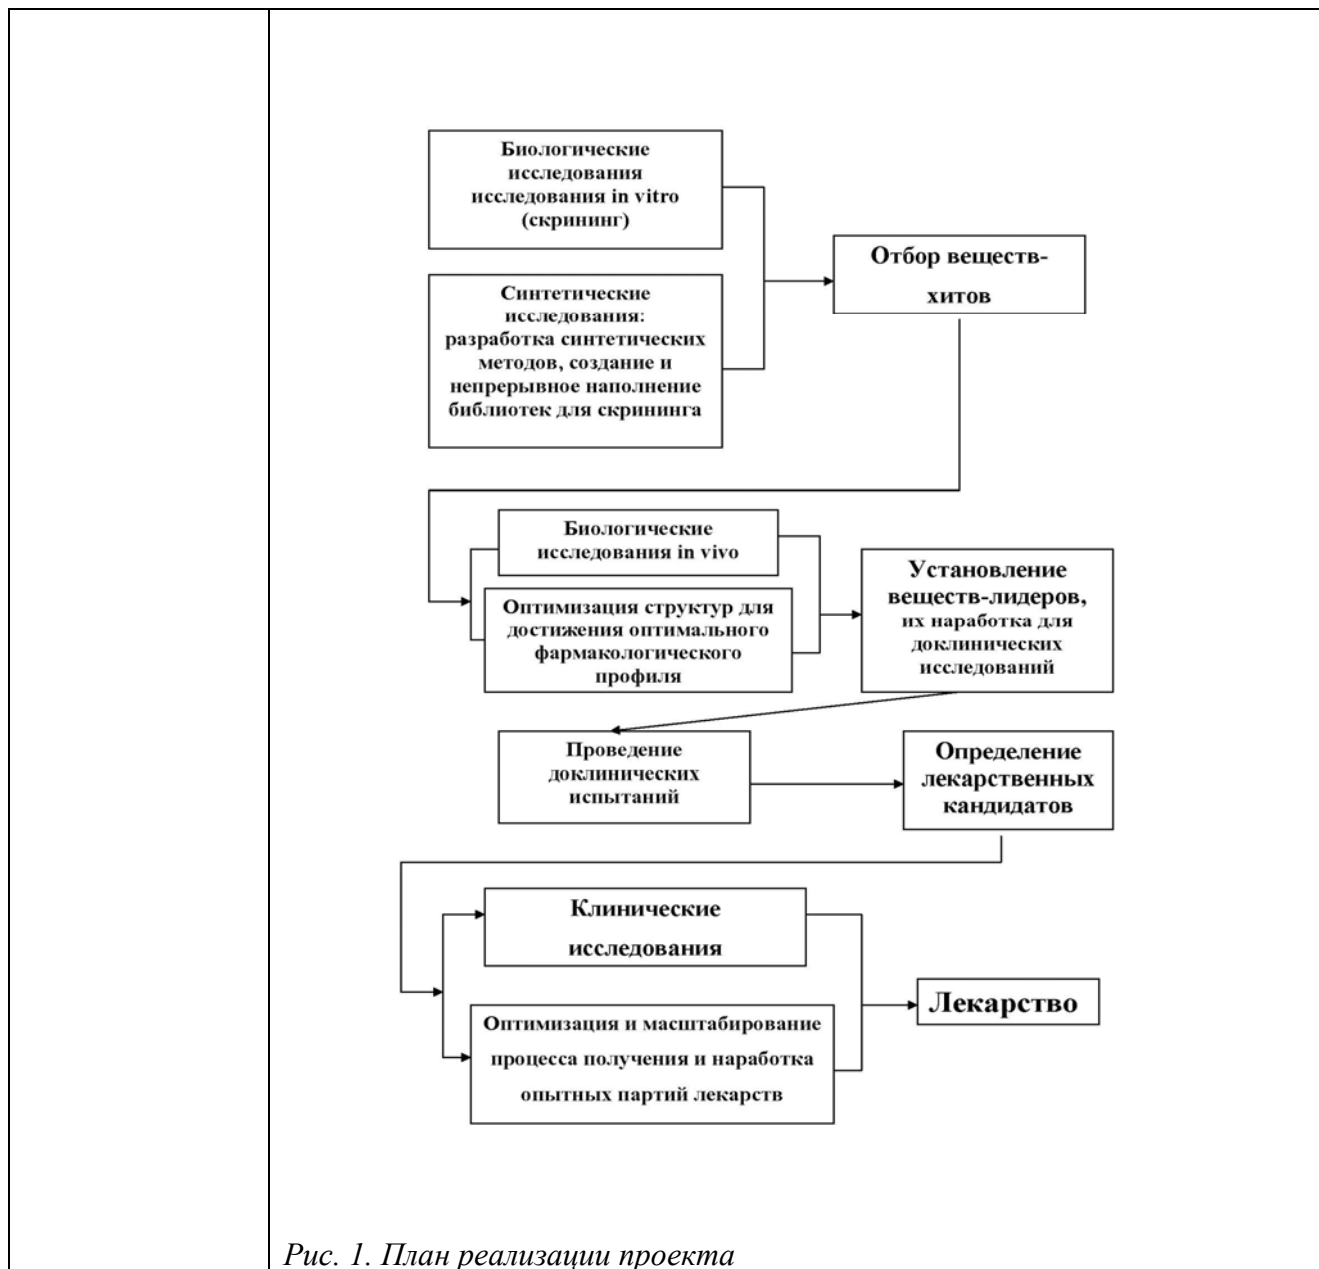 Биологические
исследования
исследования in vitro
(скрининг)
Отбор веществ-
хитов
Синтетические
исследования:
разработка синтетических
методов, создание и
непрерывное наполнение
библиотек для скрининга
Биологические
исследования in vivo
Оптимизация структур для
достижения оптимального
фармакологического
профиля
Установление
веществ-лидеров,
их наработка для
доклинических
исследований
Проведение
доклинических
испытаний
Определение
лекарственных
кандидатов
Клинические
исследования
Оптимизация и масштабирование
процесса получения и наработка
опытных партий лекарств
Лекарство
Рис. 1. План реализации проекта